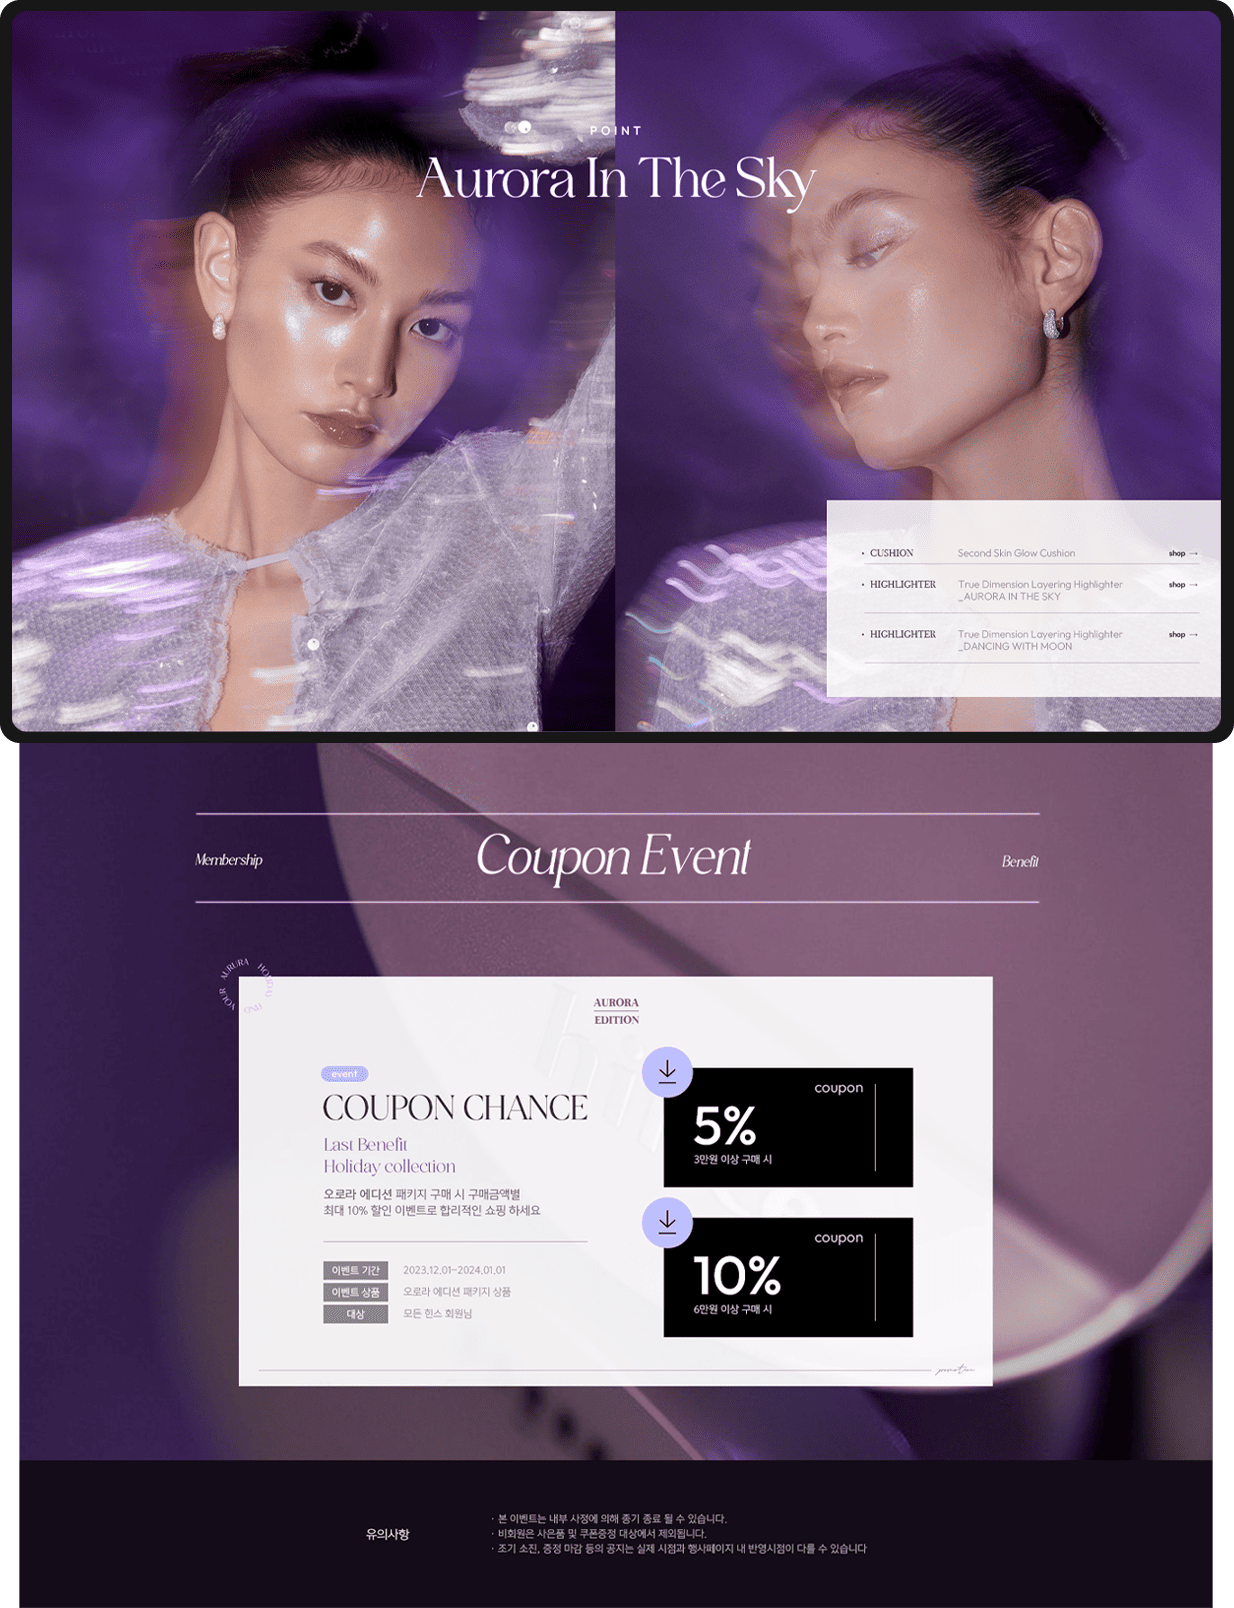 POINT
Aurora In The Sky
• CUSHION Second Skin Glow Cushion shop →
• HIGHLIGHTER True Dimension Layering Highlighter shop →
_AURORA IN THE SKY
• HIGHLIGHTER True Dimension Layering Highlighter shop →
_DANCING WITH MOON
Membership
Coupon Event
Benefit
AURURA HOLIDAY AND YOUR
AURORA
EDITION
event
COUPON CHANCE
Last Benefit
Holiday collection
오로라 에디션 패키지 구매 시 구매금액별
최대 10% 할인 이벤트로 합리적인 쇼핑 하세요
이벤트 기간 2023.12.01~2024.01.01
이벤트 상품 오로라 에디션 패키지 상품
대상 모든 힌스 회원님
coupon
5%
3만원 이상 구매 시
coupon
10%
6만원 이상 구매 시
promotion
유의사항
· 본 이벤트는 내부 사정에 의해 종기 종료 될 수 있습니다.
· 비회원은 사은품 및 쿠폰증정 대상에서 제외됩니다.
· 조기 소진, 증정 마감 등의 공지는 실제 시점과 행사페이지 내 반영시점이 다를 수 있습니다